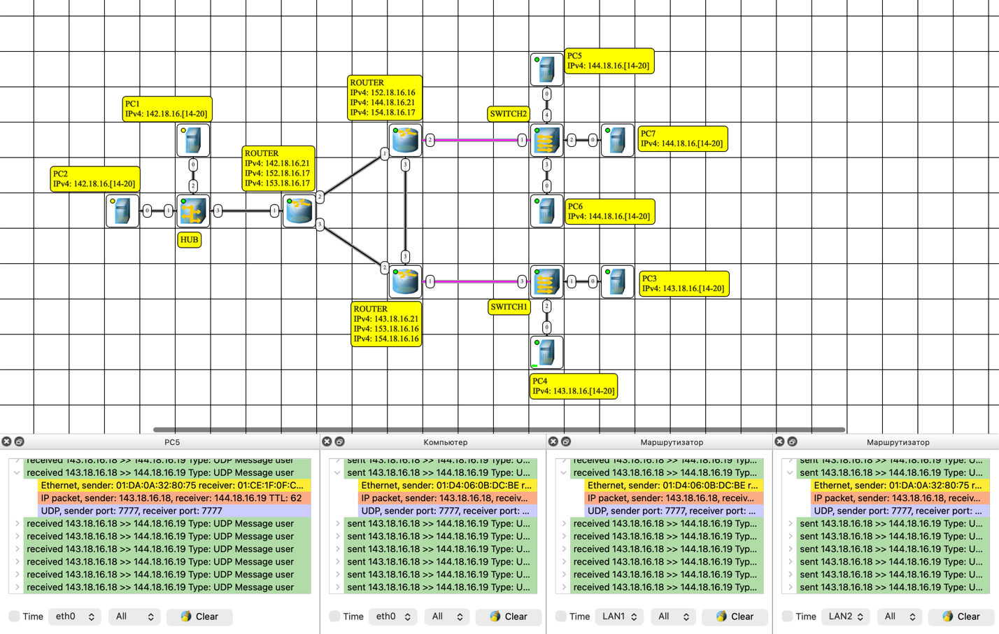 PC5
IPv4: 144.18.16.[14-20]
ROUTER
IPv4: 152.18.16.16
IPv4: 144.18.16.21
IPv4: 154.18.16.17
0
4
PC1
IPv4: 142.18.16.[14-20]
SWITCH2
PC7
IPv4: 144.18.16.[14-20]
2
1
2
0
ROUTER
IPv4: 142.18.16.21
IPv4: 152.18.16.17
IPv4: 153.18.16.17
1
0
3
3
PC2
IPv4: 142.18.16.[14-20]
2
0
2
PC6
IPv4: 144.18.16.[14-20]
0
1
3
1
3
HUB
3
2
PC3
IPv4: 143.18.16.[14-20]
1
3
1
0
ROUTER
IPv4: 143.18.16.21
IPv4: 153.18.16.16
IPv4: 154.18.16.16
SWITCH1
2
0
PC4
IPv4: 143.18.16.[14-20]
PC5
received 143.18.16.18 >> 144.18.16.19 Type: UDP Message user
received 143.18.16.18 >> 144.18.16.19 Type: UDP Message user
Ethernet, sender: 01:DA:0A:32:80:75 receiver: 01:CE:1F:0F:C...
IP packet, sender: 143.18.16.18, receiver: 144.18.16.19 TTL: 62
UDP, sender port: 7777, receiver port: 7777
received 143.18.16.18 >> 144.18.16.19 Type: UDP Message user
received 143.18.16.18 >> 144.18.16.19 Type: UDP Message user
received 143.18.16.18 >> 144.18.16.19 Type: UDP Message user
received 143.18.16.18 >> 144.18.16.19 Type: UDP Message user
received 143.18.16.18 >> 144.18.16.19 Type: UDP Message user
received 143.18.16.18 >> 144.18.16.19 Type: UDP Message user
Time eth0 All Clear
Компьютер
sent 143.18.16.18 >> 144.18.16.19 Type: U...
sent 143.18.16.18 >> 144.18.16.19 Type: U...
Ethernet, sender: 01:D4:06:0B:DC:BE r...
IP packet, sender: 143.18.16.18, receiv...
UDP, sender port: 7777, receiver port: ...
sent 143.18.16.18 >> 144.18.16.19 Type: U...
sent 143.18.16.18 >> 144.18.16.19 Type: U...
sent 143.18.16.18 >> 144.18.16.19 Type: U...
sent 143.18.16.18 >> 144.18.16.19 Type: U...
sent 143.18.16.18 >> 144.18.16.19 Type: U...
sent 143.18.16.18 >> 144.18.16.19 Type: U...
Time eth0 All Clear
Маршрутизатор
received 143.18.16.18 >> 144.18.16.19 Typ...
received 143.18.16.18 >> 144.18.16.19 Typ...
Ethernet, sender: 01:D4:06:0B:DC:BE r...
IP packet, sender: 143.18.16.18, receiv...
UDP, sender port: 7777, receiver port: ...
received 143.18.16.18 >> 144.18.16.19 Typ...
received 143.18.16.18 >> 144.18.16.19 Typ...
received 143.18.16.18 >> 144.18.16.19 Typ...
received 143.18.16.18 >> 144.18.16.19 Typ...
received 143.18.16.18 >> 144.18.16.19 Typ...
received 143.18.16.18 >> 144.18.16.19 Typ...
Time LAN1 All Clear
Маршрутизатор
sent 143.18.16.18 >> 144.18.16.19 Type: U...
sent 143.18.16.18 >> 144.18.16.19 Type: U...
Ethernet, sender: 01:DA:0A:32:80:75 r...
IP packet, sender: 143.18.16.18, receiv...
UDP, sender port: 7777, receiver port: ...
sent 143.18.16.18 >> 144.18.16.19 Type: U...
sent 143.18.16.18 >> 144.18.16.19 Type: U...
sent 143.18.16.18 >> 144.18.16.19 Type: U...
sent 143.18.16.18 >> 144.18.16.19 Type: U...
sent 143.18.16.18 >> 144.18.16.19 Type: U...
sent 143.18.16.18 >> 144.18.16.19 Type: U...
Time LAN2 All Clear